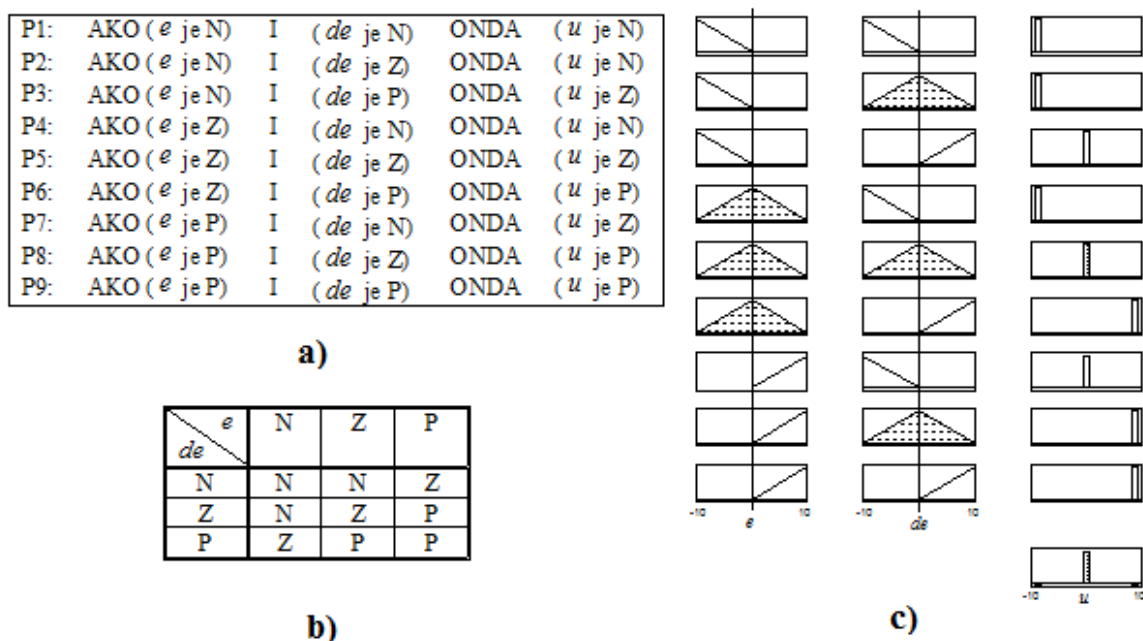 P1: AKO (e je N) I (de je N) ONDA (u je N)
P2: AKO (e je N) I (de je Z) ONDA (u je N)
P3: AKO (e je N) I (de je P) ONDA (u je Z)
P4: AKO (e je Z) I (de je N) ONDA (u je N)
P5: AKO (e je Z) I (de je Z) ONDA (u je Z)
P6: AKO (e je Z) I (de je P) ONDA (u je P)
P7: AKO (e je P) I (de je N) ONDA (u je Z)
P8: AKO (e je P) I (de je Z) ONDA (u je P)
P9: AKO (e je P) I (de je P) ONDA (u je P)
a)
e N Z P
de
N N N Z
Z N Z P
P Z P P
b)
-10 e 10 -10 de 10
-10 u 10
c)